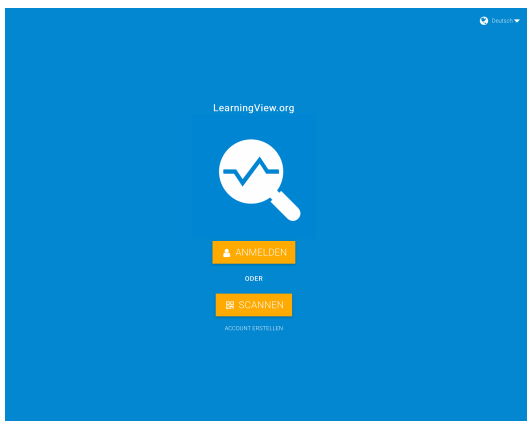 Deutsch
LearningView.org
ANMELDEN
ODER
SCANNEN
ACCOUNT ERSTELLEN